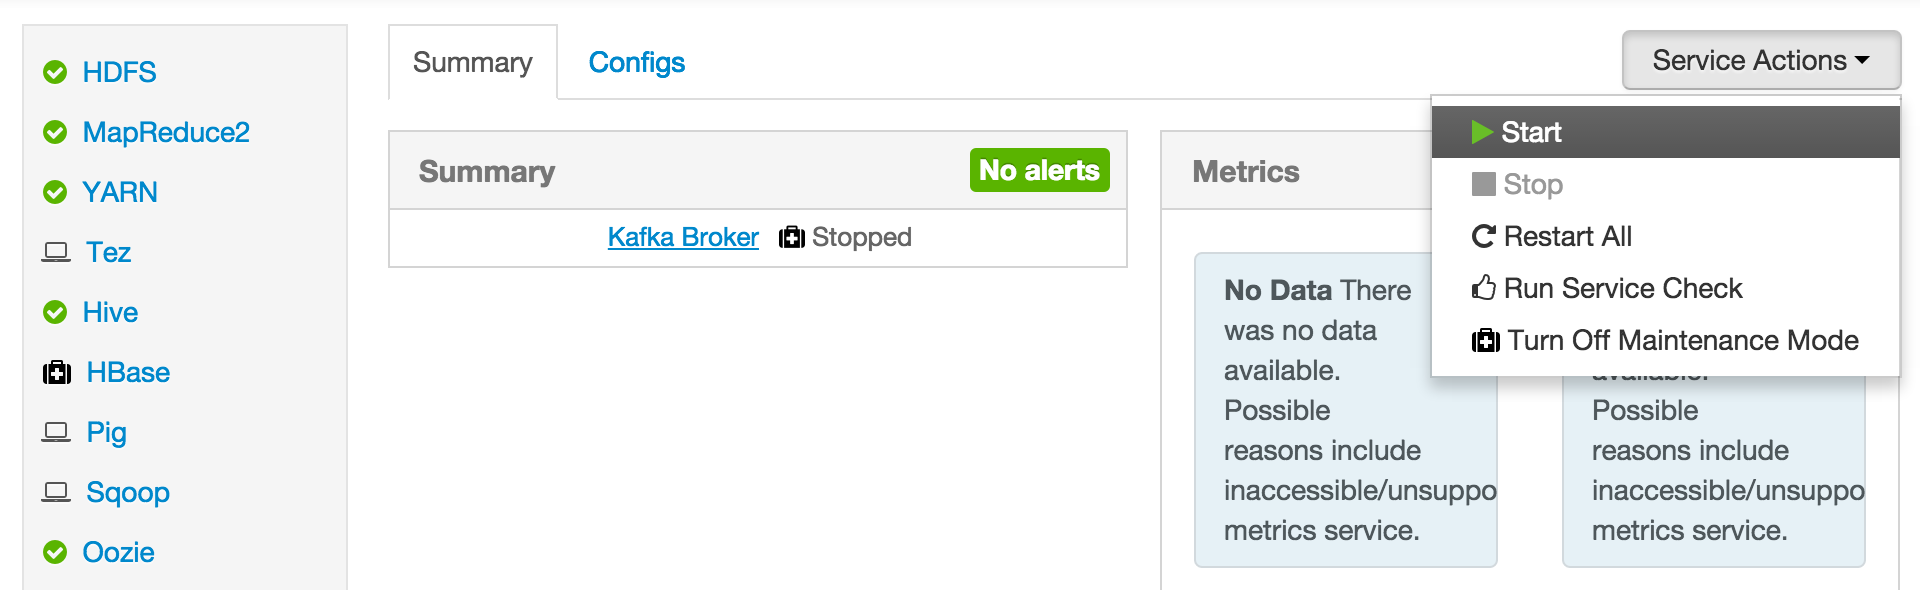 HDFS
MapReduce2
YARN
Tez
Hive
HBase
Pig
Sqoop
Oozie
Summary
Configs
Service Actions
Start
Stop
Restart All
Run Service Check
Turn Off Maintenance Mode
Summary
No alerts
Kafka Broker Stopped
Metrics
No Data There
was no data
available.
Possible
reasons include
inaccessible/unsuppo
metrics service.
available.
Possible
reasons include
inaccessible/unsuppo
metrics service.